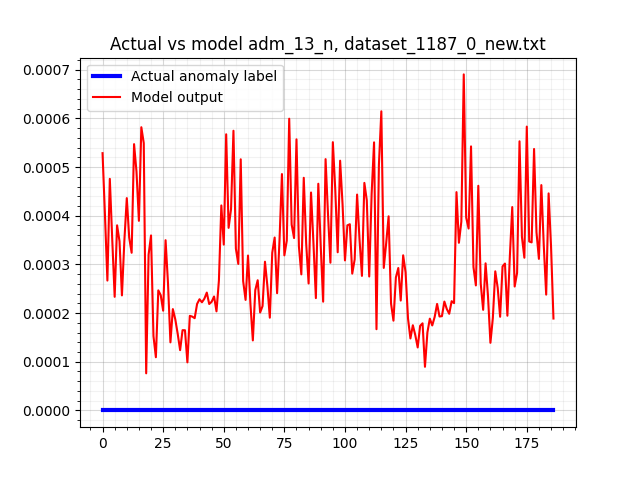 Actual vs model adm_13_n, dataset_1187_0_new.txt
Actual anomaly label
Model output
0.0007
0.0006
0.0005
0.0004
0.0003
0.0002
0.0001
0.0000
0 25 50 75 100 125 150 175